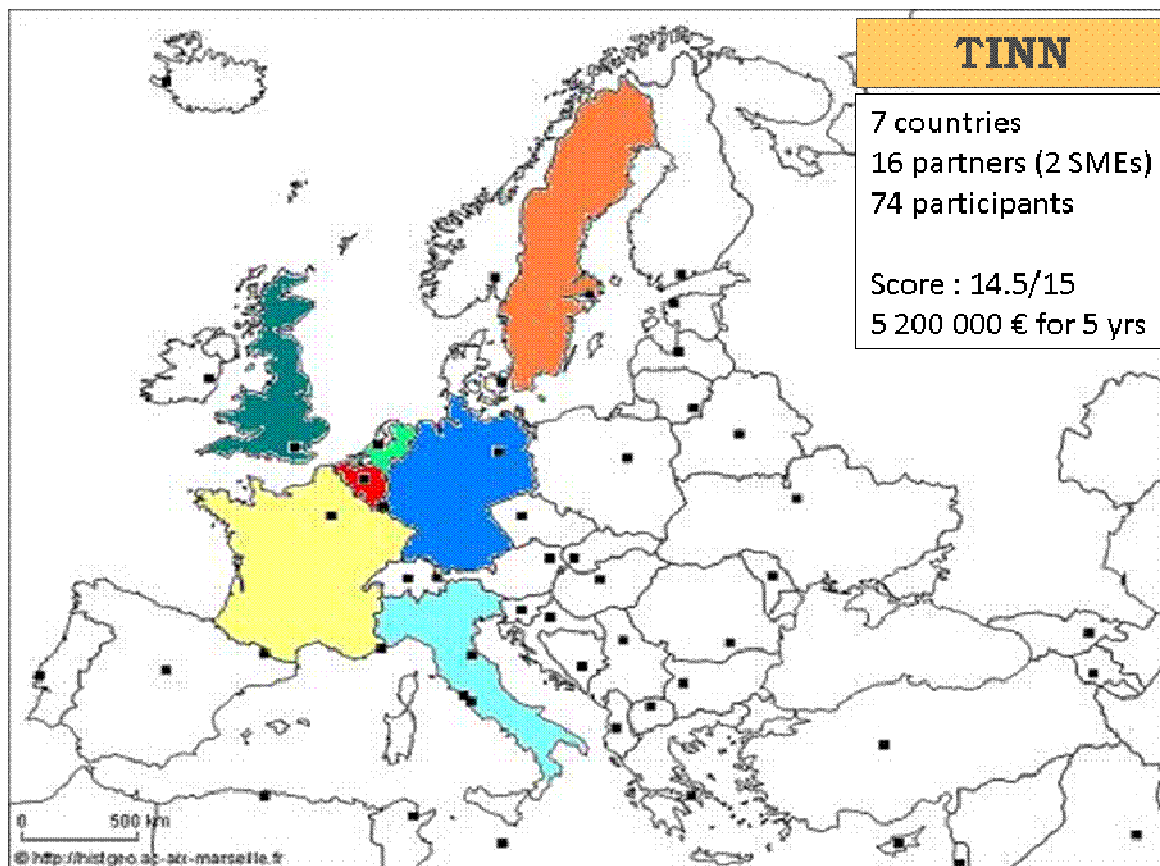 TINN
7 countries
16 partners (2 SMEs)
74 participants
Score : 14.5/15
5 200 000 € for 5 yrs
0 500 km
© http://histgeo.ac-aix-marseille.fr